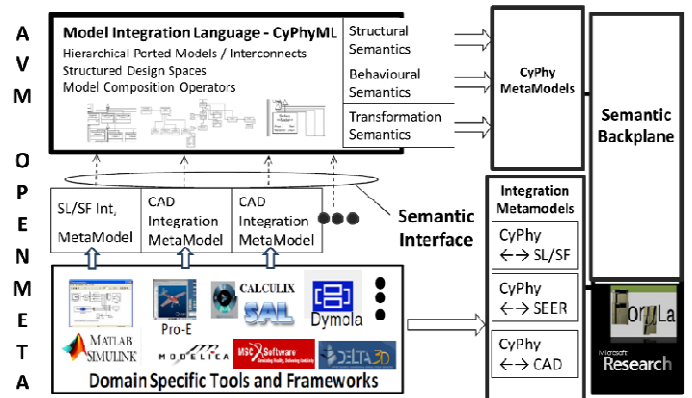 AVM OPENMETA
Model Integration Language - CyPhyML
Hierarchical Ported Models / Interconnects
Structured Design Spaces
Model Composition Operators
Structural
Semantics
Behavioural
Semantics
Transformation
Semantics
CyPhy
MetaModels
Semantic
Backplane
SL/SF Int,
MetaModel
CAD
Integration
MetaModel
CAD
Integration
MetaModel
Semantic
Interface
Integration
Metamodels
CyPhy
←→ SL/SF
CyPhy
←→ SEER
CyPhy
←→ CAD
Pro-E
CALCULIX
SAL
Dymola
MATLAB
SIMULINK
MODELICA
MSC Software
DELTA3D
Domain Specific Tools and Frameworks
Microsoft
Research